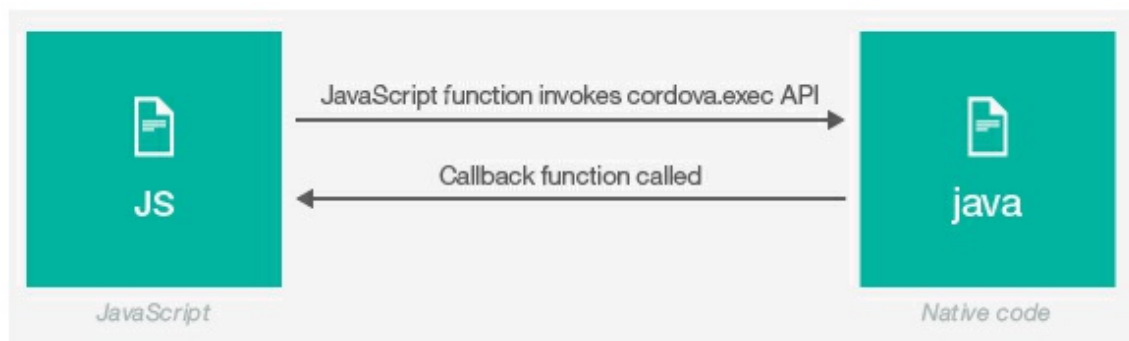 JavaScript function invokes cordova.exec API
Callback function called
JS
java
JavaScript
Native code